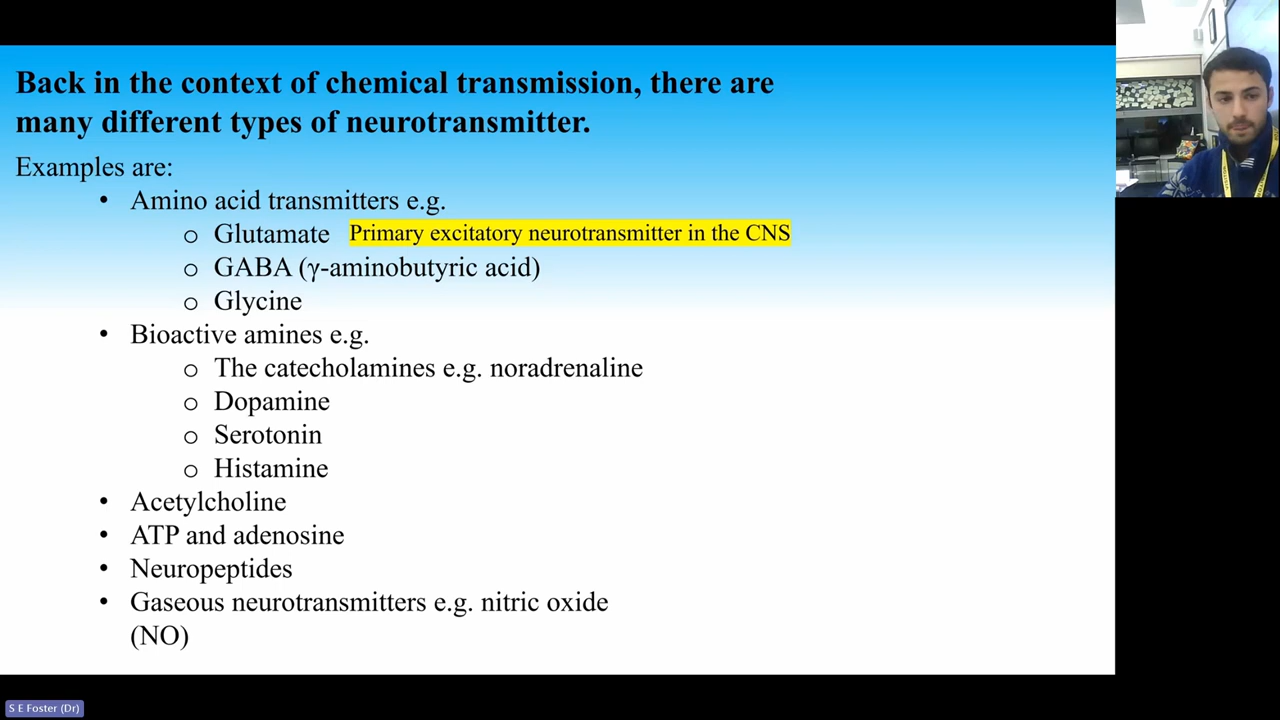 Back in the context of chemical transmission, there are
many different types of neurotransmitter.
Examples are:
• Amino acid transmitters e.g.
o Glutamate Primary excitatory neurotransmitter in the CNS
o GABA (γ-aminobutyric acid)
o Glycine
• Bioactive amines e.g.
o The catecholamines e.g. noradrenaline
o Dopamine
o Serotonin
o Histamine
• Acetylcholine
• ATP and adenosine
• Neuropeptides
• Gaseous neurotransmitters e.g. nitric oxide
(NO)
S E Foster (Dr)